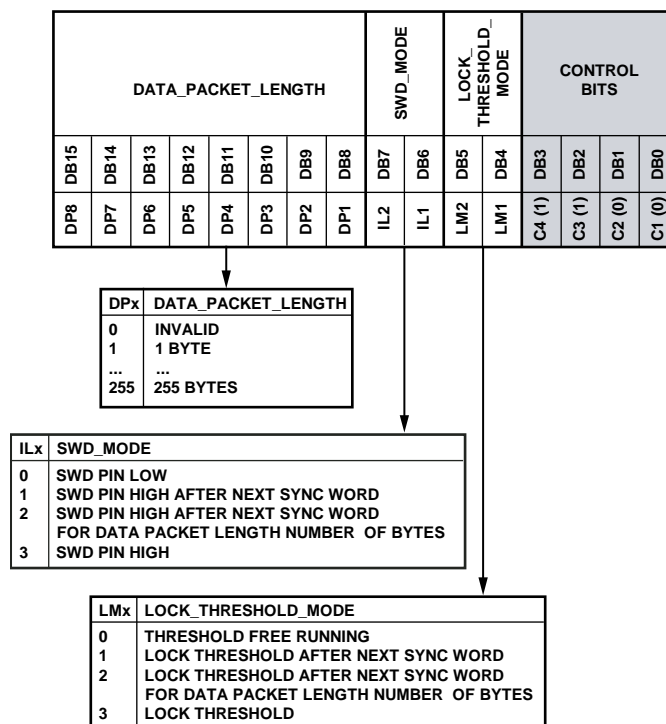 DATA_PACKET_LENGTH
SWD_MODE
LOCK_
THRESHOLD_
MODE
CONTROL
BITS
DB15 DB14 DB13 DB12 DB11 DB10 DB9 DB8 DB7 DB6 DB5 DB4 DB3 DB2 DB1 DB0
DP8 DP7 DP6 DP5 DP4 DP3 DP2 DP1 IL2 IL1 LM2 LM1 C4 (1) C3 (1) C2 (0) C1 (0)
DPx DATA_PACKET_LENGTH
0 INVALID
1 1 BYTE
... ...
255 255 BYTES
ILx SWD_MODE
0 SWD PIN LOW
1 SWD PIN HIGH AFTER NEXT SYNC WORD
2 SWD PIN HIGH AFTER NEXT SYNC WORD
FOR DATA PACKET LENGTH NUMBER OF BYTES
3 SWD PIN HIGH
LMx LOCK_THRESHOLD_MODE
0 THRESHOLD FREE RUNNING
1 LOCK THRESHOLD AFTER NEXT SYNC WORD
2 LOCK THRESHOLD AFTER NEXT SYNC WORD
FOR DATA PACKET LENGTH NUMBER OF BYTES
3 LOCK THRESHOLD